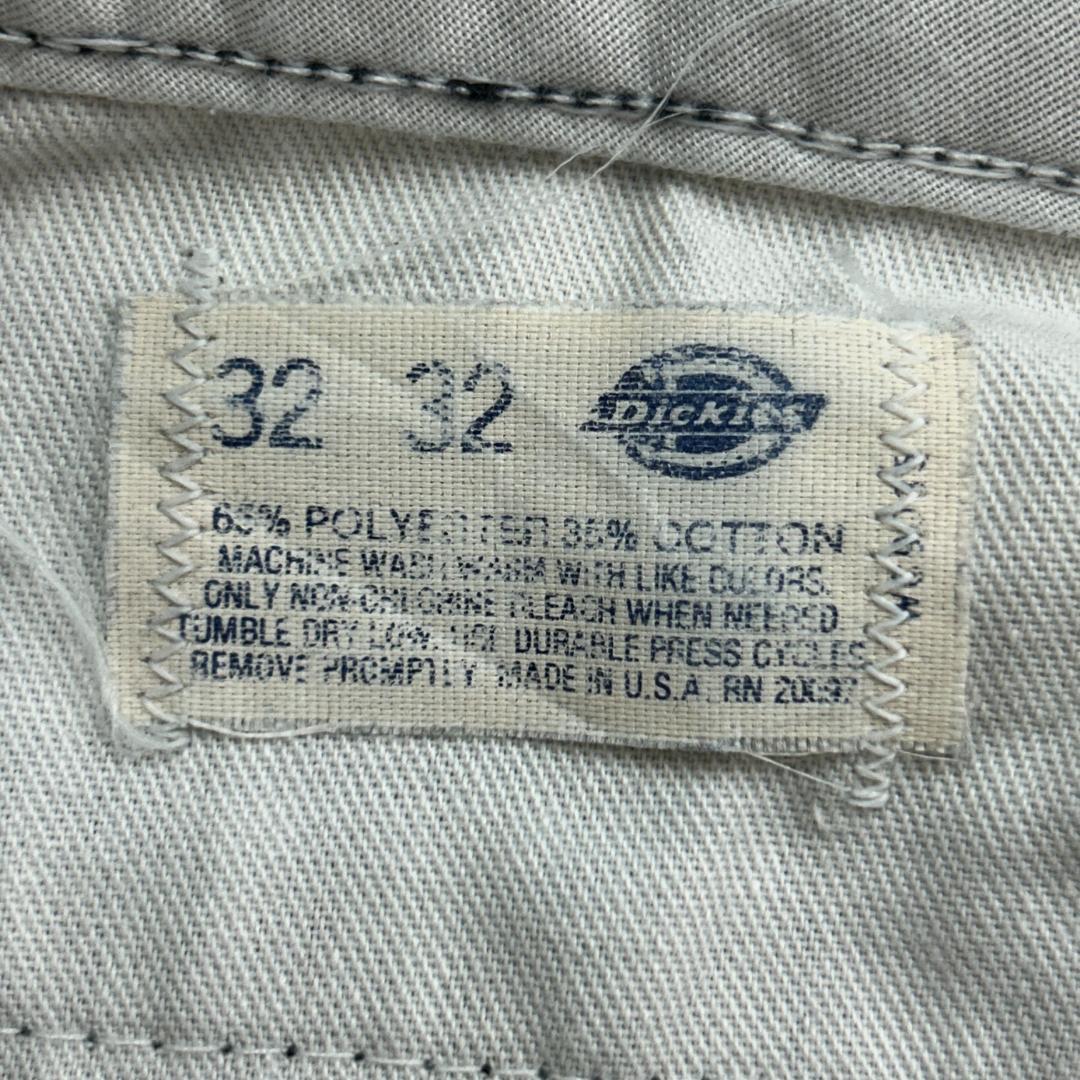 32 32 Dickies
65% POLYESTER 35% COTTON
MACHINE WASH WARM WITH LIKE COLORS.
ONLY NON-CHLORINE BLEACH WHEN NEEDED
TUMBLE DRY LOW. USE DURABLE PRESS CYCLES
REMOVE PROMPTLY MADE IN U.S.A. RN 20697